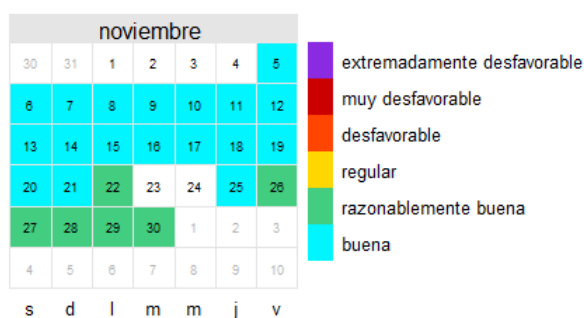 noviembre
30 31 1 2 3 4 5
6 7 8 9 10 11 12
13 14 15 16 17 18 19
20 21 22 23 24 25 26
27 28 29 30 1 2 3
4 5 6 7 8 9 10
s d l m m j v
extremadamente desfavorable
muy desfavorable
desfavorable
regular
razonablemente buena
buena